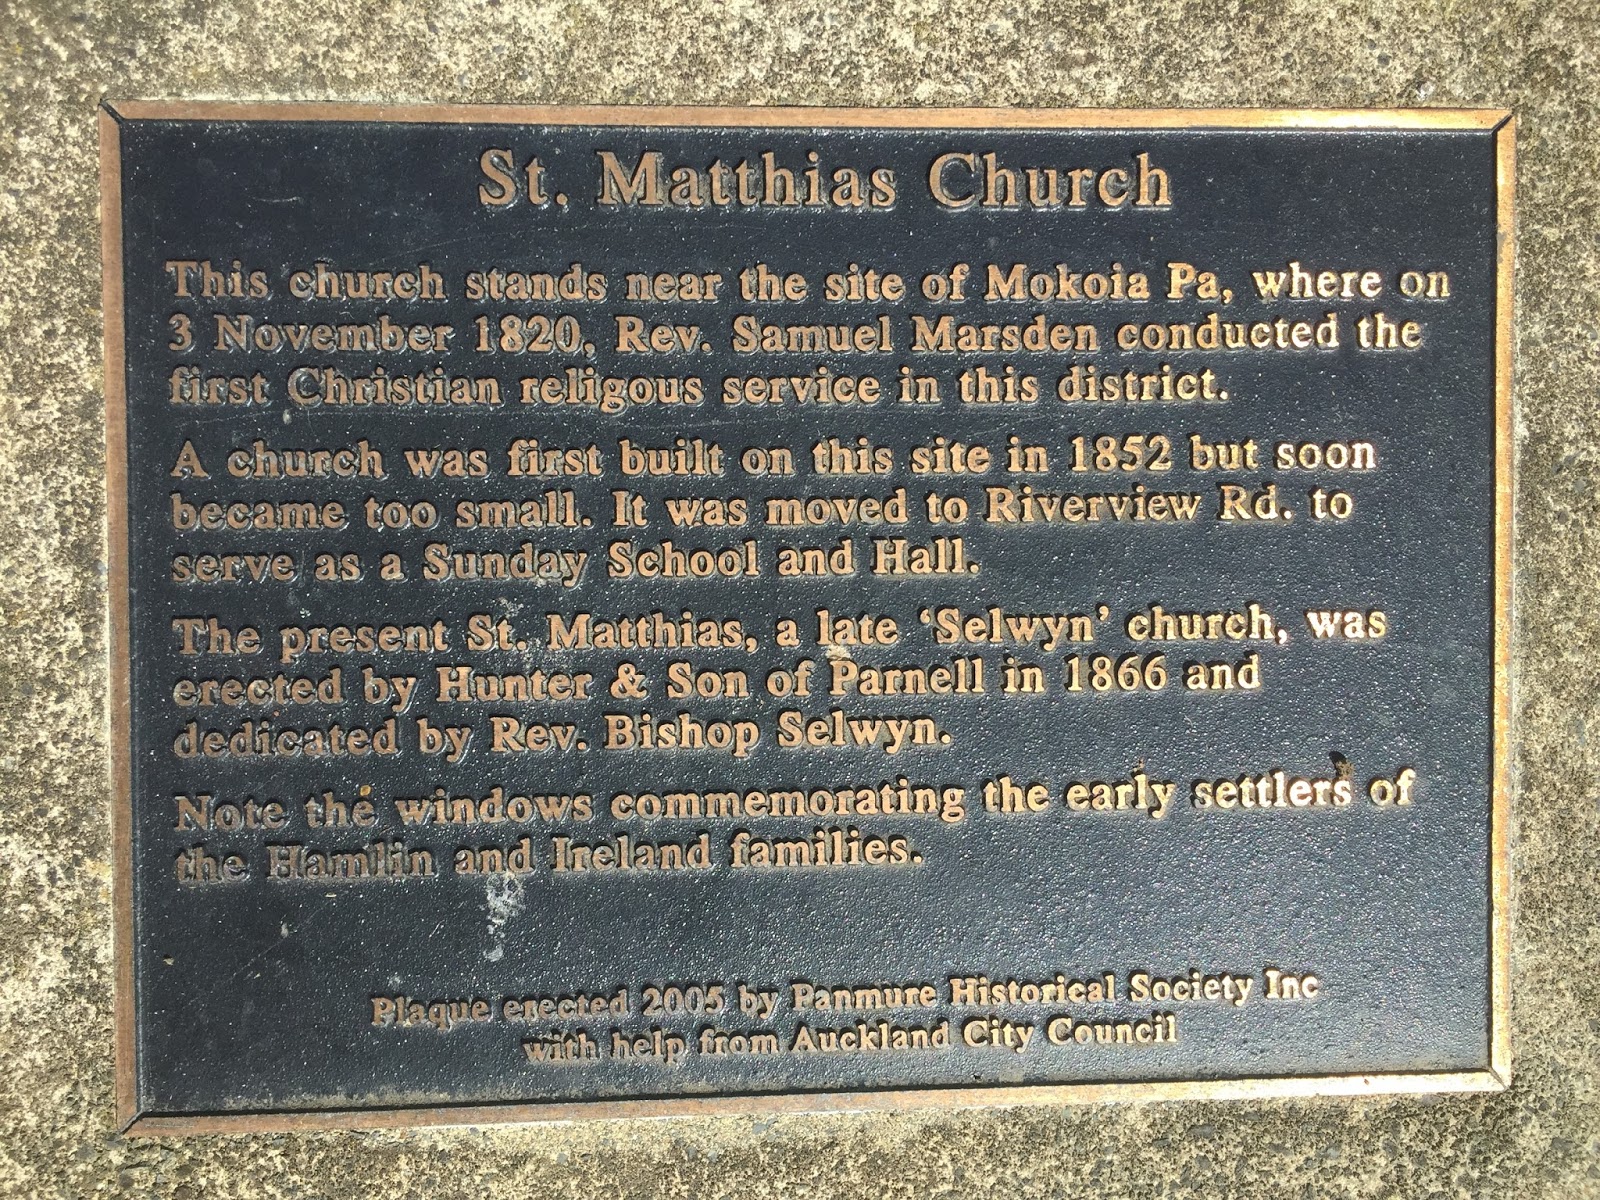 St. Matthias Church
This church stands near the site of Mokoia Pa, where on
3 November 1820, Rev. Samuel Marsden conducted the
first Christian religous service in this district.
A church was first built on this site in 1852 but soon
became too small. It was moved to Riverview Rd. to
serve as a Sunday School and Hall.
The present St. Matthias, a late ‘Selwyn’ church, was
erected by Hunter & Son of Parnell in 1866 and
dedicated by Rev. Bishop Selwyn.
Note the windows commemorating the early settlers of
the Hamlin and Ireland families.
Plaque erected 2005 by Panmure Historical Society Inc
with help from Auckland City Council